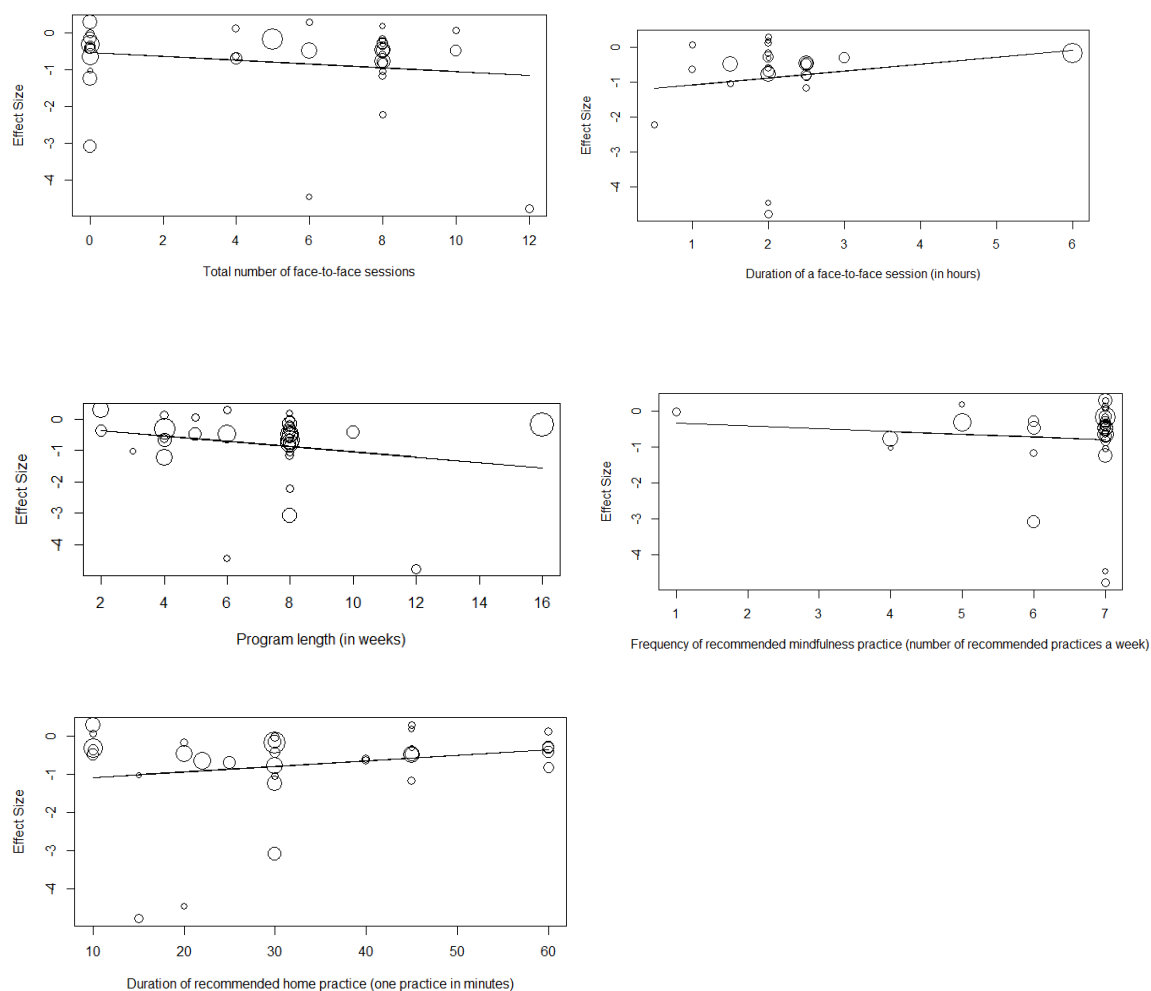 0
-1
-2
-3
-4
Effect Size
0 2 4 6 8 10 12
Total number of face-to-face sessions
0
-1
-2
-3
-4
Effect Size
1 2 3 4 5 6
Duration of a face-to-face session (in hours)
0
-1
-2
-3
-4
Effect Size
2 4 6 8 10 12 14 16
Program length (in weeks)
0
-1
-2
-3
-4
Effect Size
1 2 3 4 5 6 7
Frequency of recommended mindfulness practice (number of recommended practices a week)
0
-1
-2
-3
-4
Effect Size
10 20 30 40 50 60
Duration of recommended home practice (one practice in minutes)